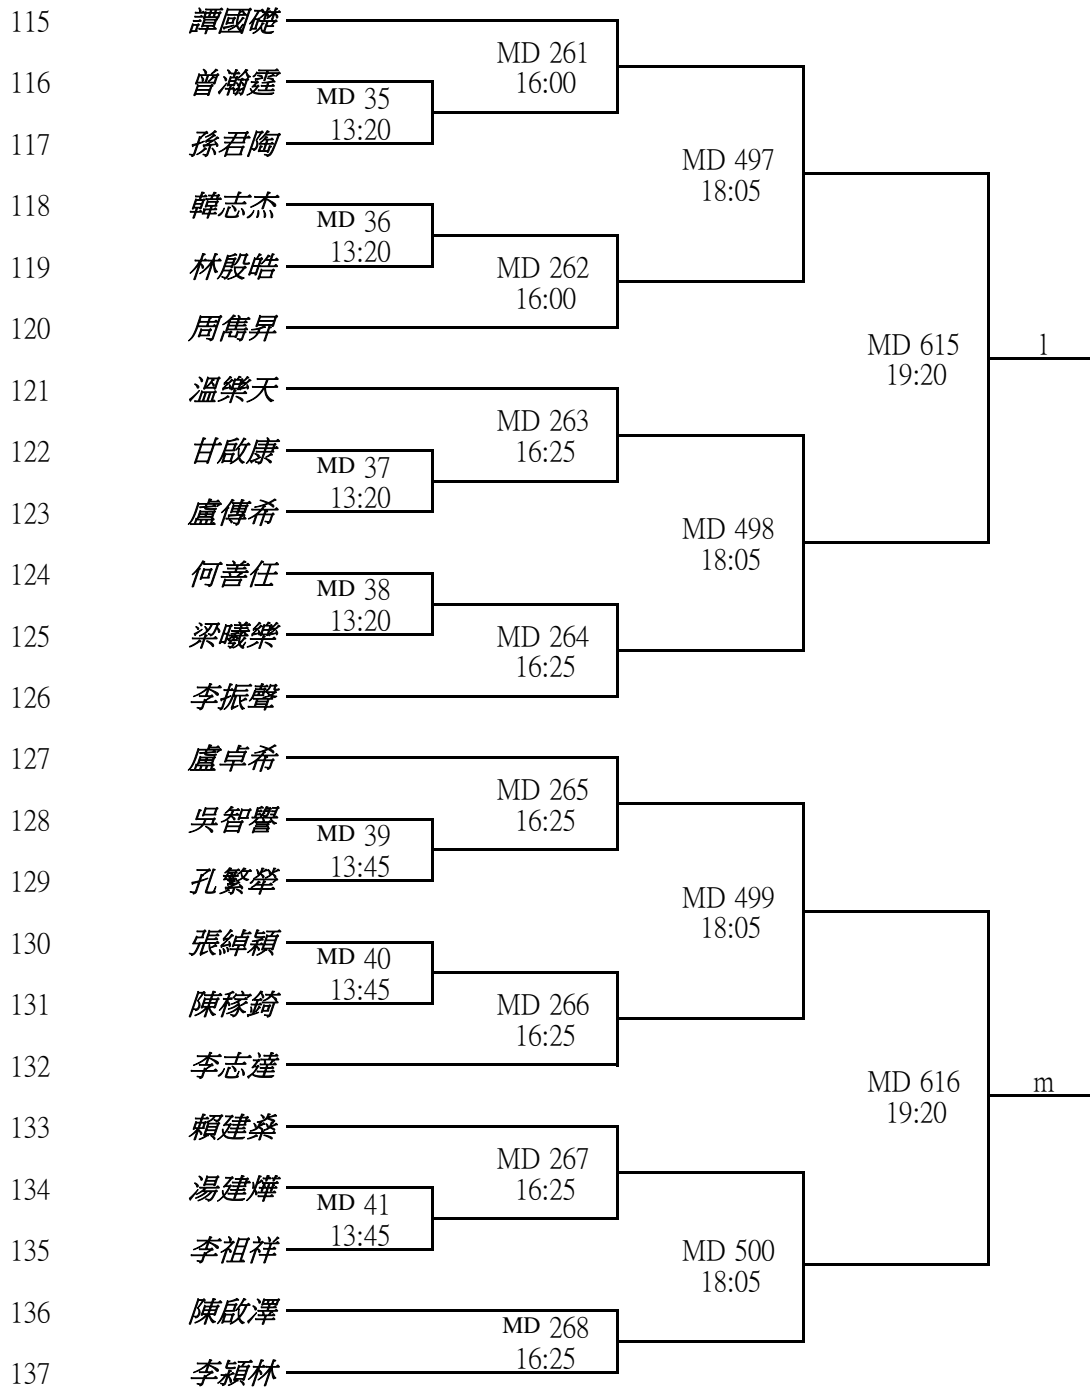 115 譚國礎
MD 261
16:00
116 曾瀚霆
MD 35
13:20
117 孫君陶
MD 497
18:05
118 韓志杰
MD 36
13:20
119 林殷皓
MD 262
16:00
120 周雋昇
MD 615
19:20
l
121 溫樂天
MD 263
16:25
122 甘啟康
MD 37
13:20
123 盧傳希
MD 498
18:05
124 何善任
MD 38
13:20
125 梁曦樂
MD 264
16:25
126 李振聲
127 盧卓希
MD 265
16:25
128 吳智譽
MD 39
13:45
129 孔繁犖
MD 499
18:05
130 張綽穎
MD 40
13:45
131 陳稼錡
MD 266
16:25
132 李志達
MD 616
19:20
m
133 賴建燊
MD 267
16:25
134 湯建燁
MD 41
13:45
135 李祖祥
MD 500
18:05
136 陳啟澤
MD 268
16:25
137 李潁林